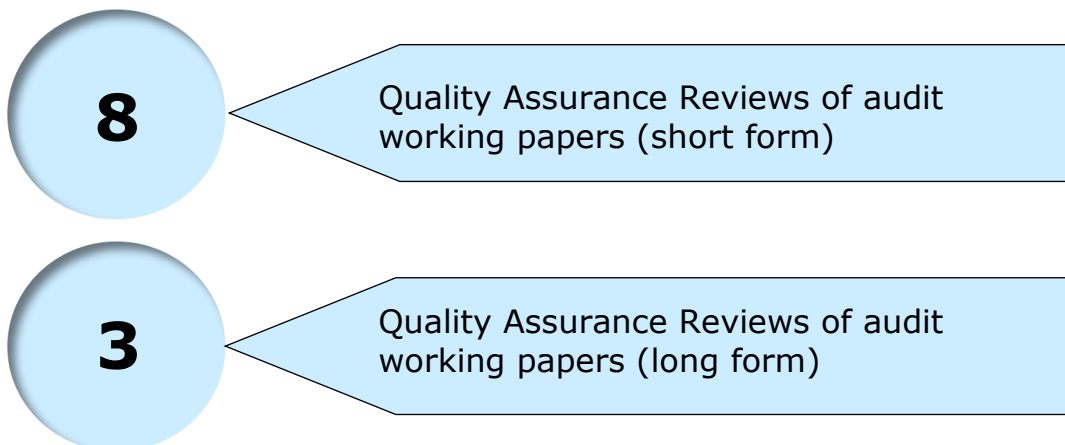 8
Quality Assurance Reviews of audit
working papers (short form)
3
Quality Assurance Reviews of audit
working papers (long form)